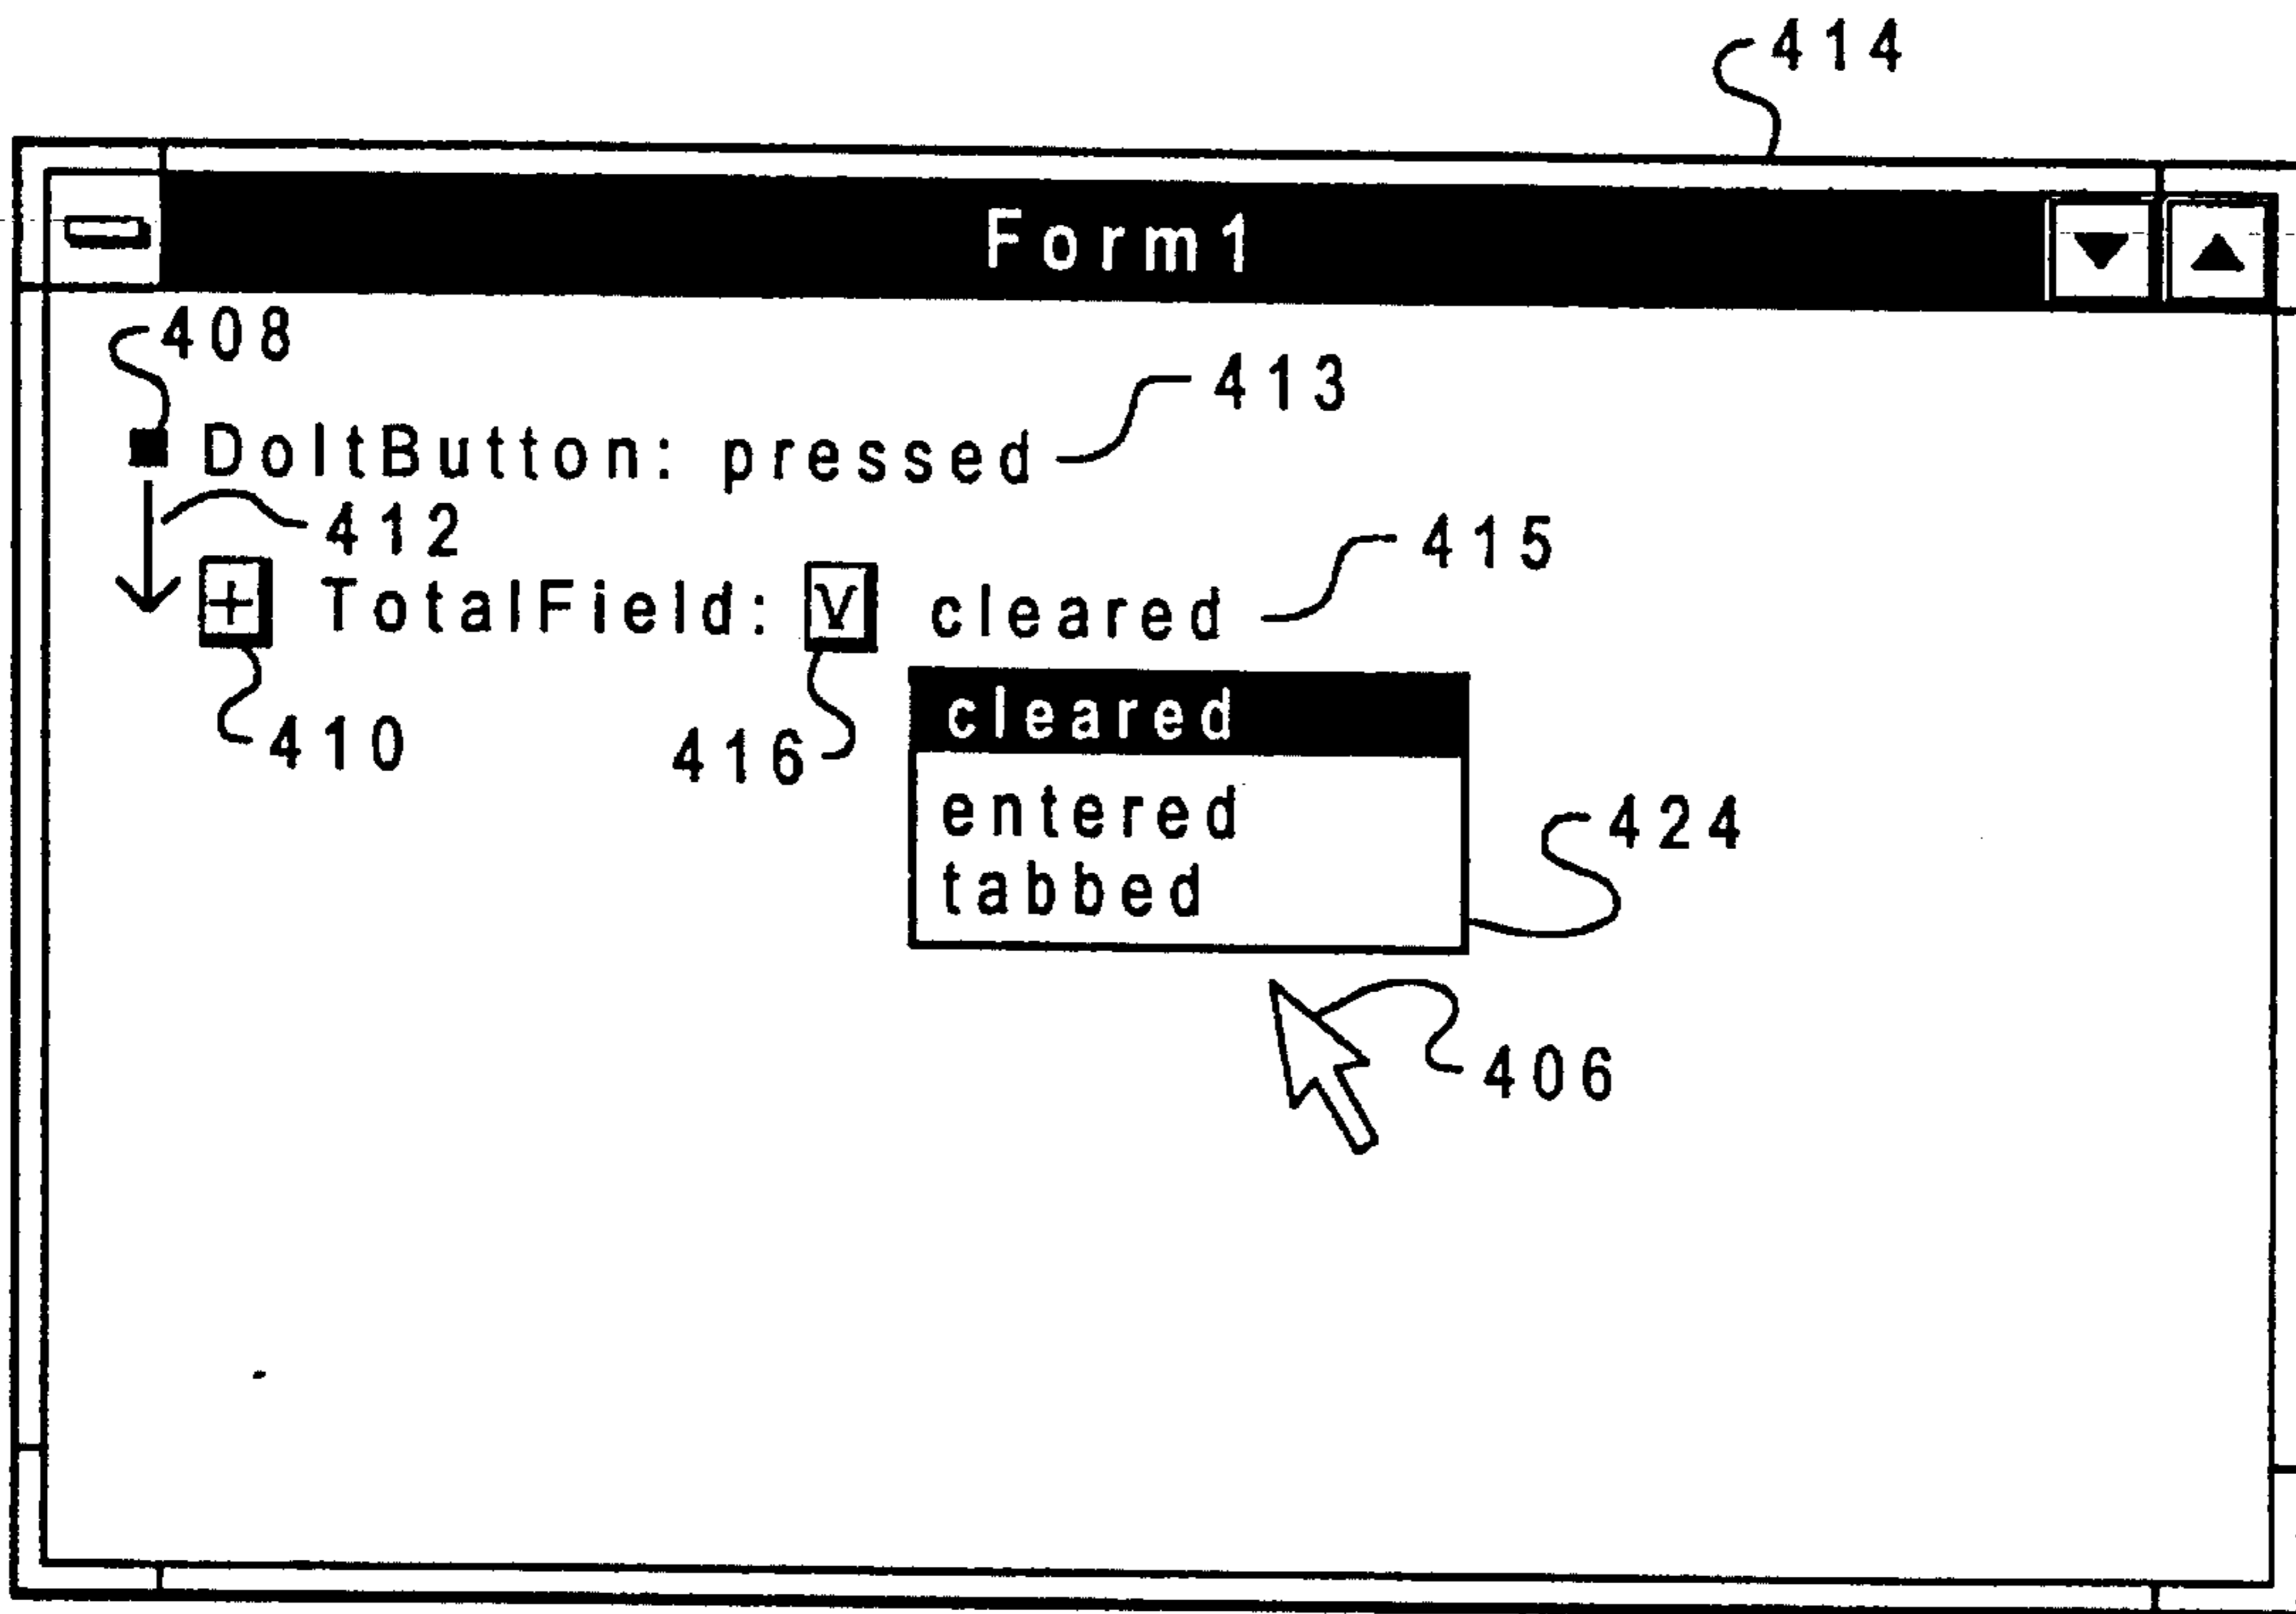 414
Form1
408
413
DoItButton: pressed
412
415
+ TotalField: V cleared
410
416
cleared
entered
424
tabbed
406